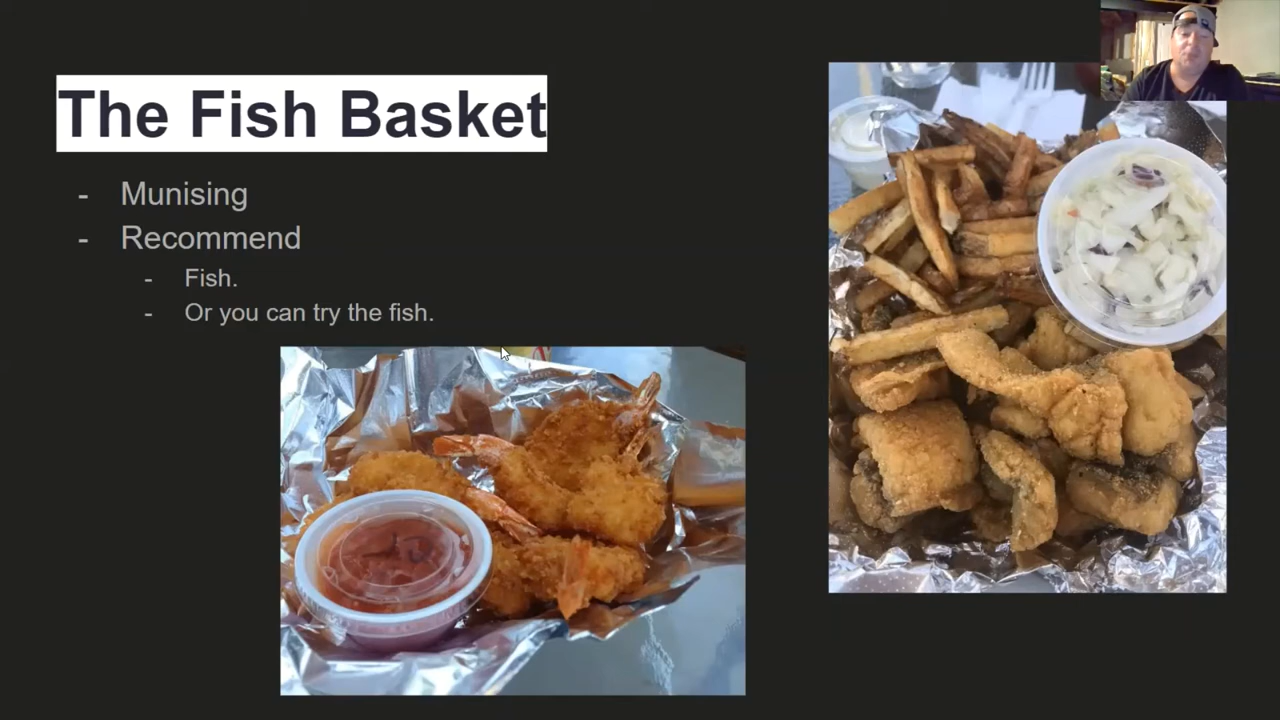 The Fish Basket
- Munising
- Recommend
- Fish.
- Or you can try the fish.